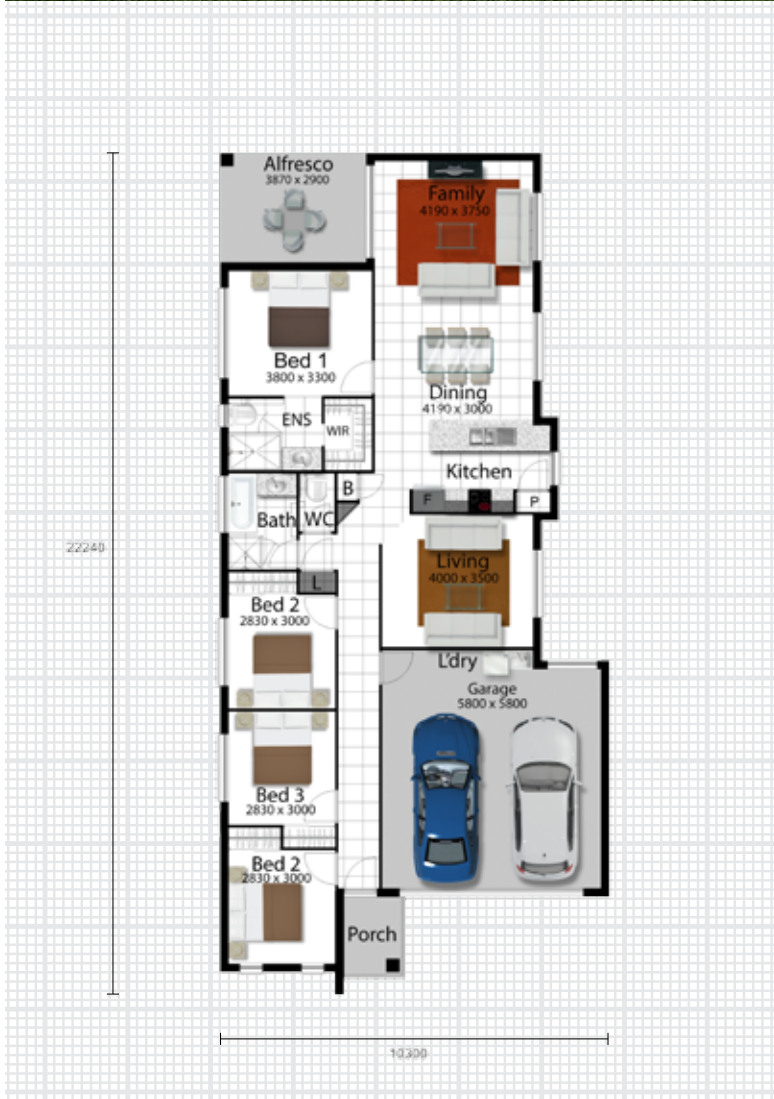 Alfresco
3870 x 2900
Family
4190 x 3750
Bed 1
3800 x 3300
Dining
4190 x 3000
ENS
WIR
Kitchen
B
F
P
Bath
WC
22240
Living
4000 x 3500
L
Bed 2
2830 x 3000
L'dry
Garage
5800 x 5800
Bed 3
2830 x 3000
Bed 2
2830 x 3000
Porch
10300